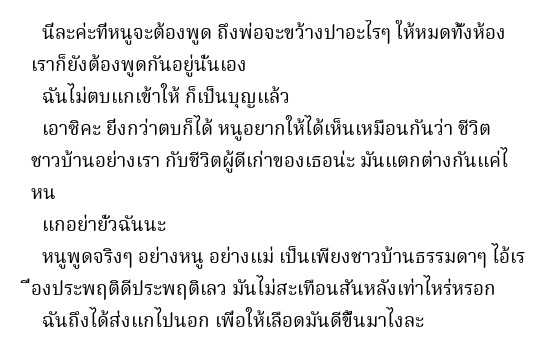 นี่ละค่ะที่หนูจะต้องพูด ถึงพ่อจะขว้างปาอะไรๆ ให้หมดทั้งห้อง
เราก็ยังต้องพูดกันอยู่นั่นเอง
ฉันไม่ตบแกเข้าให้ ก็เป็นบุญแล้ว
เอาซิคะ ยิ่งกว่าตบก็ได้ หนูอยากให้ได้เห็นเหมือนกันว่า ชีวิต
ชาวบ้านอย่างเรา กับชีวิตผู้ดีเก่าของเธอน่ะ มันแตกต่างกันแค่ไ
หน
แกอย่ายั่วฉันนะ
หนูพูดจริงๆ อย่างหนู อย่างแม่ เป็นเพียงชาวบ้านธรรมดาๆ ไอ้เร
ื่องประพฤติดีประพฤติเลว มันไม่สะเทือนสันหลังเท่าไหร่หรอก
ฉันถึงได้ส่งแกไปนอก เพื่อให้เลือดมันดีขึ้นมาไงละ